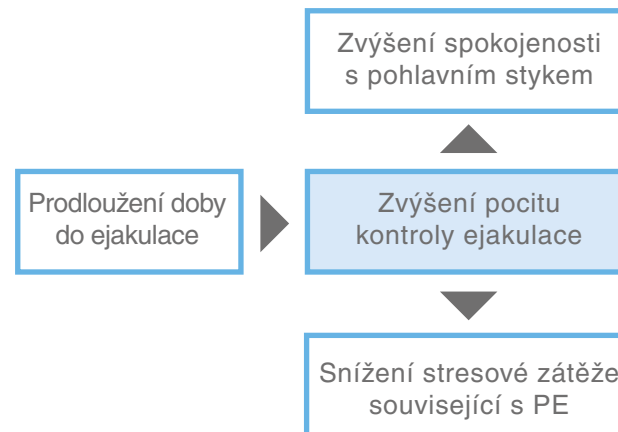 Zvýšení spokojenosti
s pohlavním stykem
Prodloužení doby
do ejakulace
Zvýšení pocitu
kontroly ejakulace
Snížení stresové zátěže
související s PE